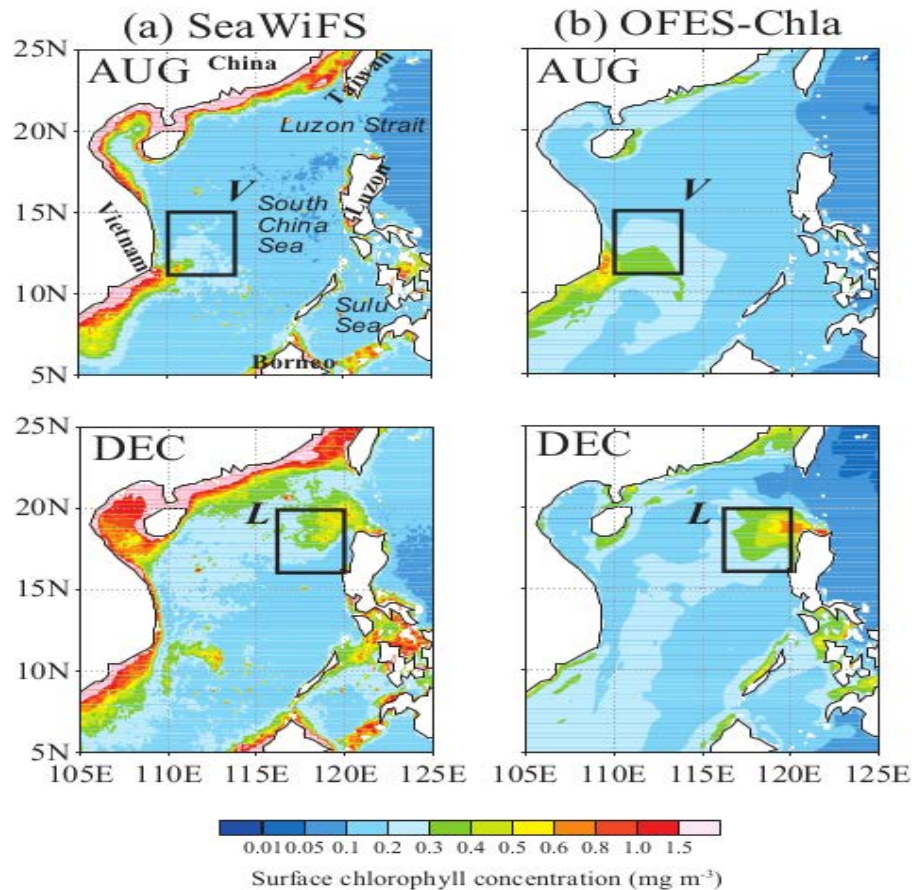 (a) SeaWiFS
(b) OFES-Chla
25N
20N
15N
10N
5N
AUG
China
Taiwan
Luzon Strait
V
South
China
Sea
Luzon
Vietnam
Sulu
Sea
Borneo
AUG
V
25N
20N
15N
10N
5N
DEC
L
105E 110E 115E 120E 125E
DEC
L
105E 110E 115E 120E 125E
0.01 0.05 0.1 0.2 0.3 0.4 0.5 0.6 0.8 1.0 1.5
Surface chlorophyll concentration (mg m⁻³)